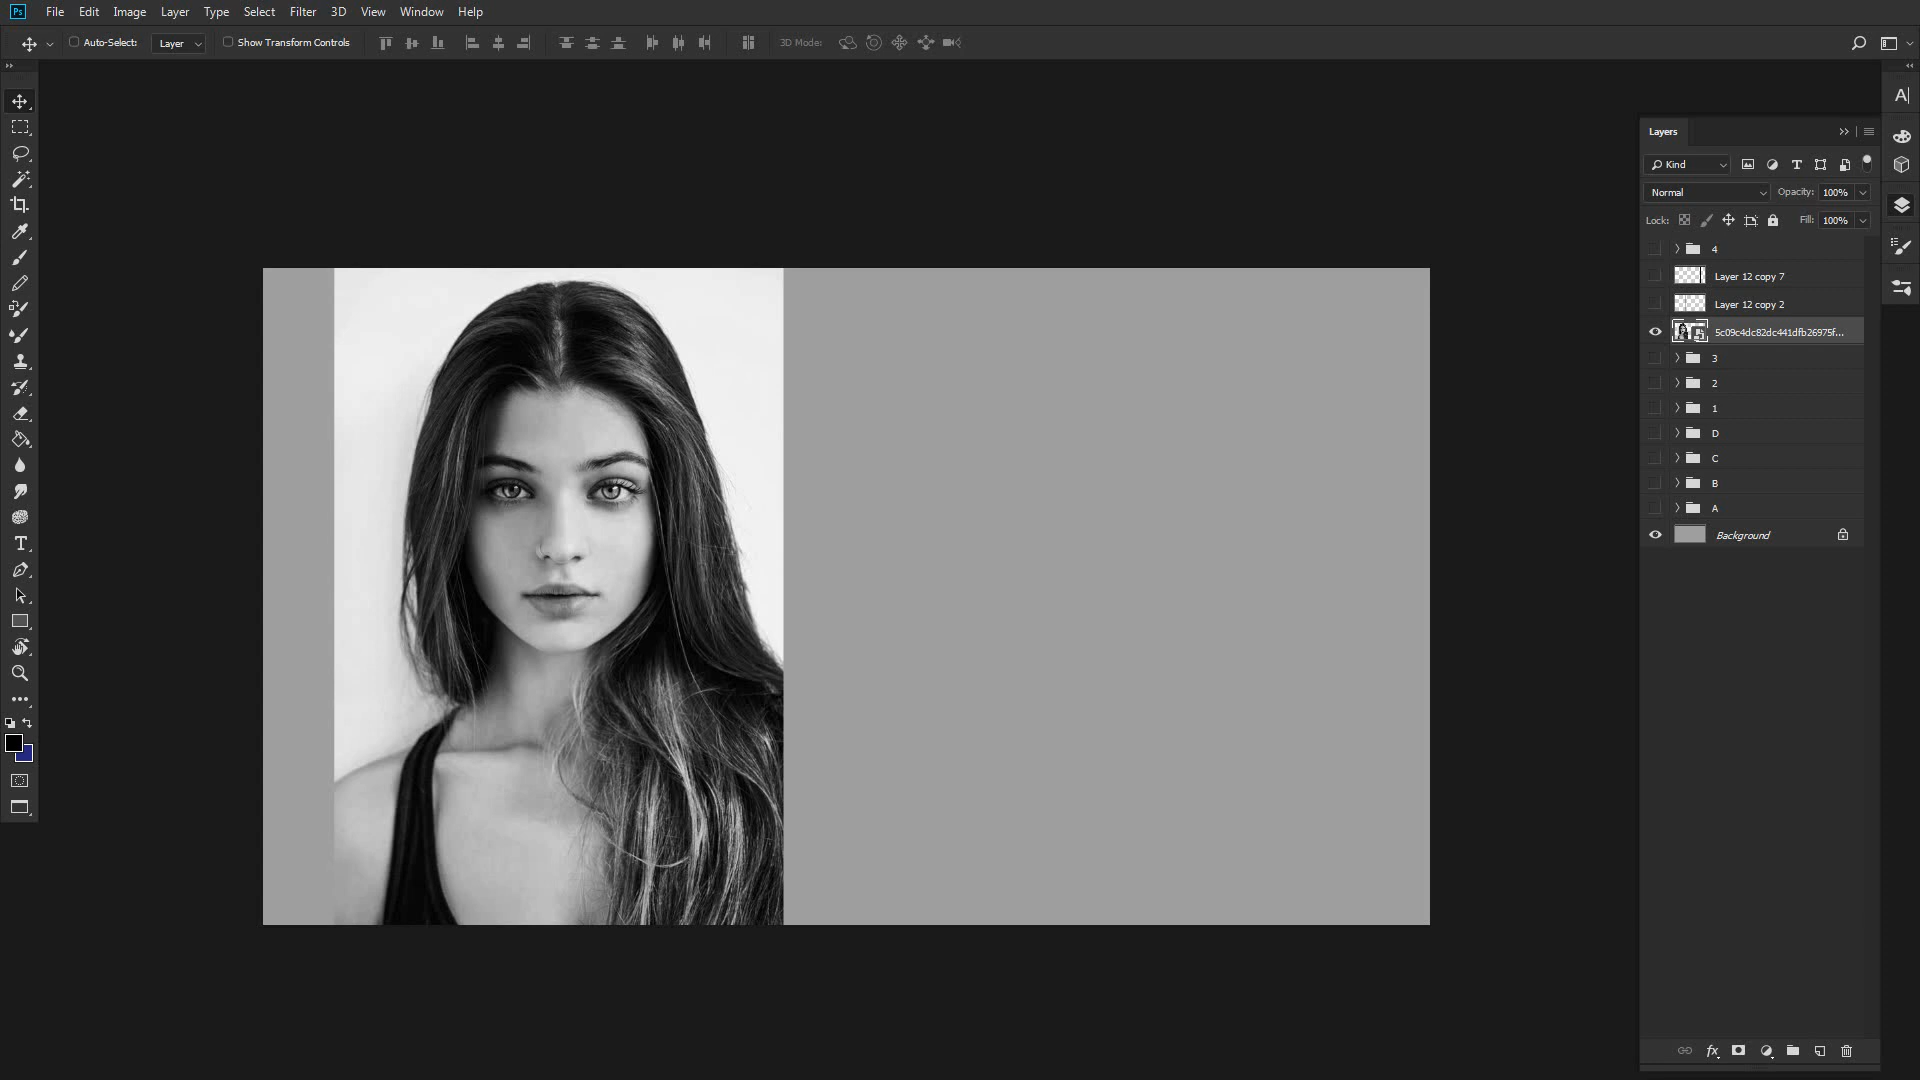 Ps File Edit Image Layer Type Select Filter 3D View Window Help
Auto-Select: Layer Show Transform Controls 3D Mode:
Layers
Kind
Normal Opacity: 100%
Lock: Fill: 100%
4
Layer 12 copy 7
Layer 12 copy 2
5c09c4dc82dc441dfb26975f...
3
2
1
D
C
B
A
Background